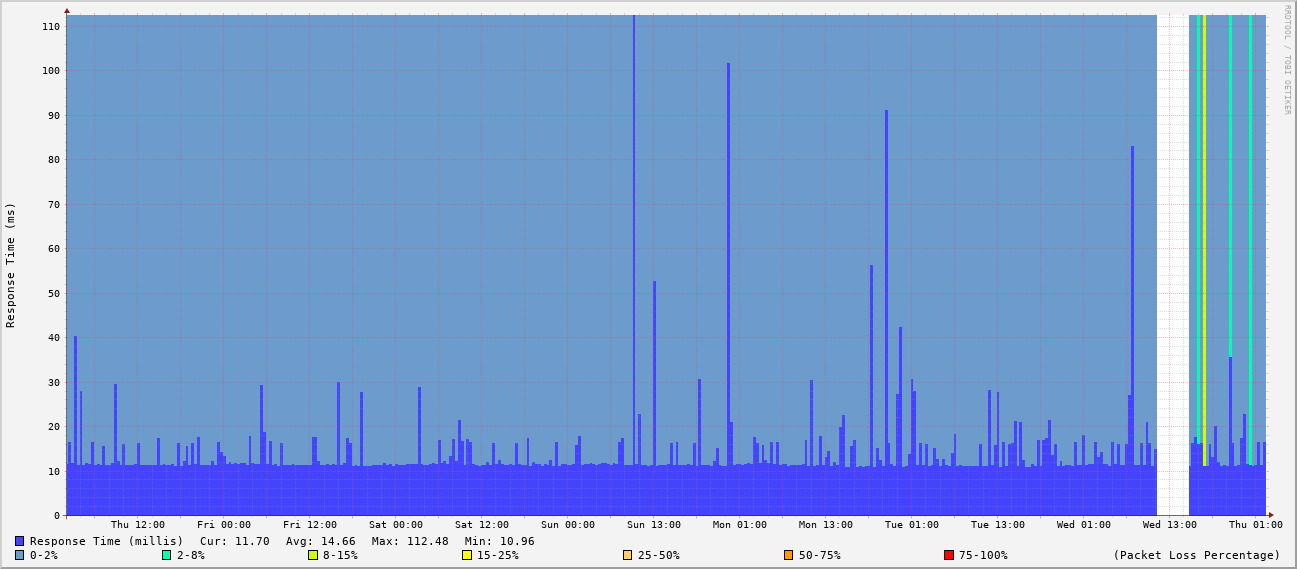 RRDTOOL / TOBI OETIKER
Response Time (ms)
110
100
90
80
70
60
50
40
30
20
10
0
Thu 12:00 Fri 00:00 Fri 12:00 Sat 00:00 Sat 12:00 Sun 00:00 Sun 13:00 Mon 01:00 Mon 13:00 Tue 01:00 Tue 13:00 Wed 01:00 Wed 13:00 Thu 01:00
Response Time (millis) Cur: 11.70 Avg: 14.66 Max: 112.48 Min: 10.96
0-2% 2-8% 8-15% 15-25% 25-50% 50-75% 75-100% (Packet Loss Percentage)